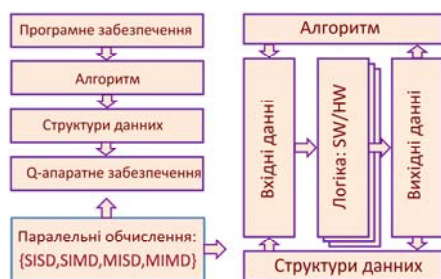 Програмне забезпечення
Алгоритм
Структури данних
Q-апаратне забезпечення
Паралельні обчислення:
{SISD,SIMD,MISD,MIMD}
Алгоритм
Вхідні данні
Логіка: SW/HW
Вихідні данні
Структури данних